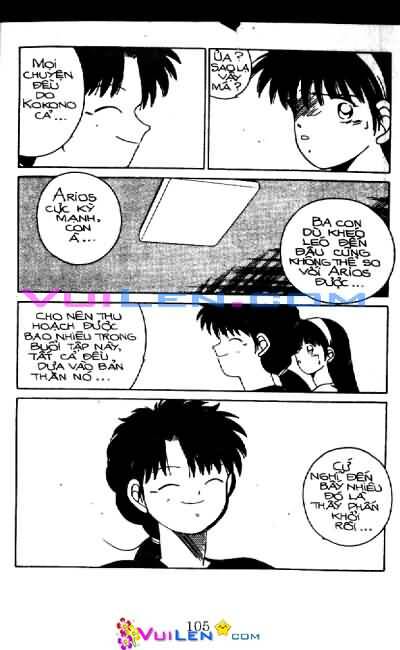 MỌI
CHUYỆN
ĐỀU
DO
KOKONO
CẢ...
ỦA?
SAO LẠ
VẬY
MÀ?
ARIOS
CỰC KỲ
MẠNH,
CON
Ạ...
BA CON
DÙ KHÉO
LÉO ĐẾN
ĐÂU CŨNG
KHÔNG THỂ SO
VỚI ARIOS
ĐƯỢC...
VUILEN.COM
CHO NÊN THU
HOẠCH ĐƯỢC
BAO NHIÊU TRONG
BUỔI TẬP NÀY,
TẤT CẢ ĐỀU
DỰA VÀO BẢN
THÂN NÓ...
CỨ
NGHĨ ĐẾN
BẤY NHIÊU
ĐÓ LÀ
THẤY PHẤN
KHỞI
RỒI...
105
VUILEN.COM